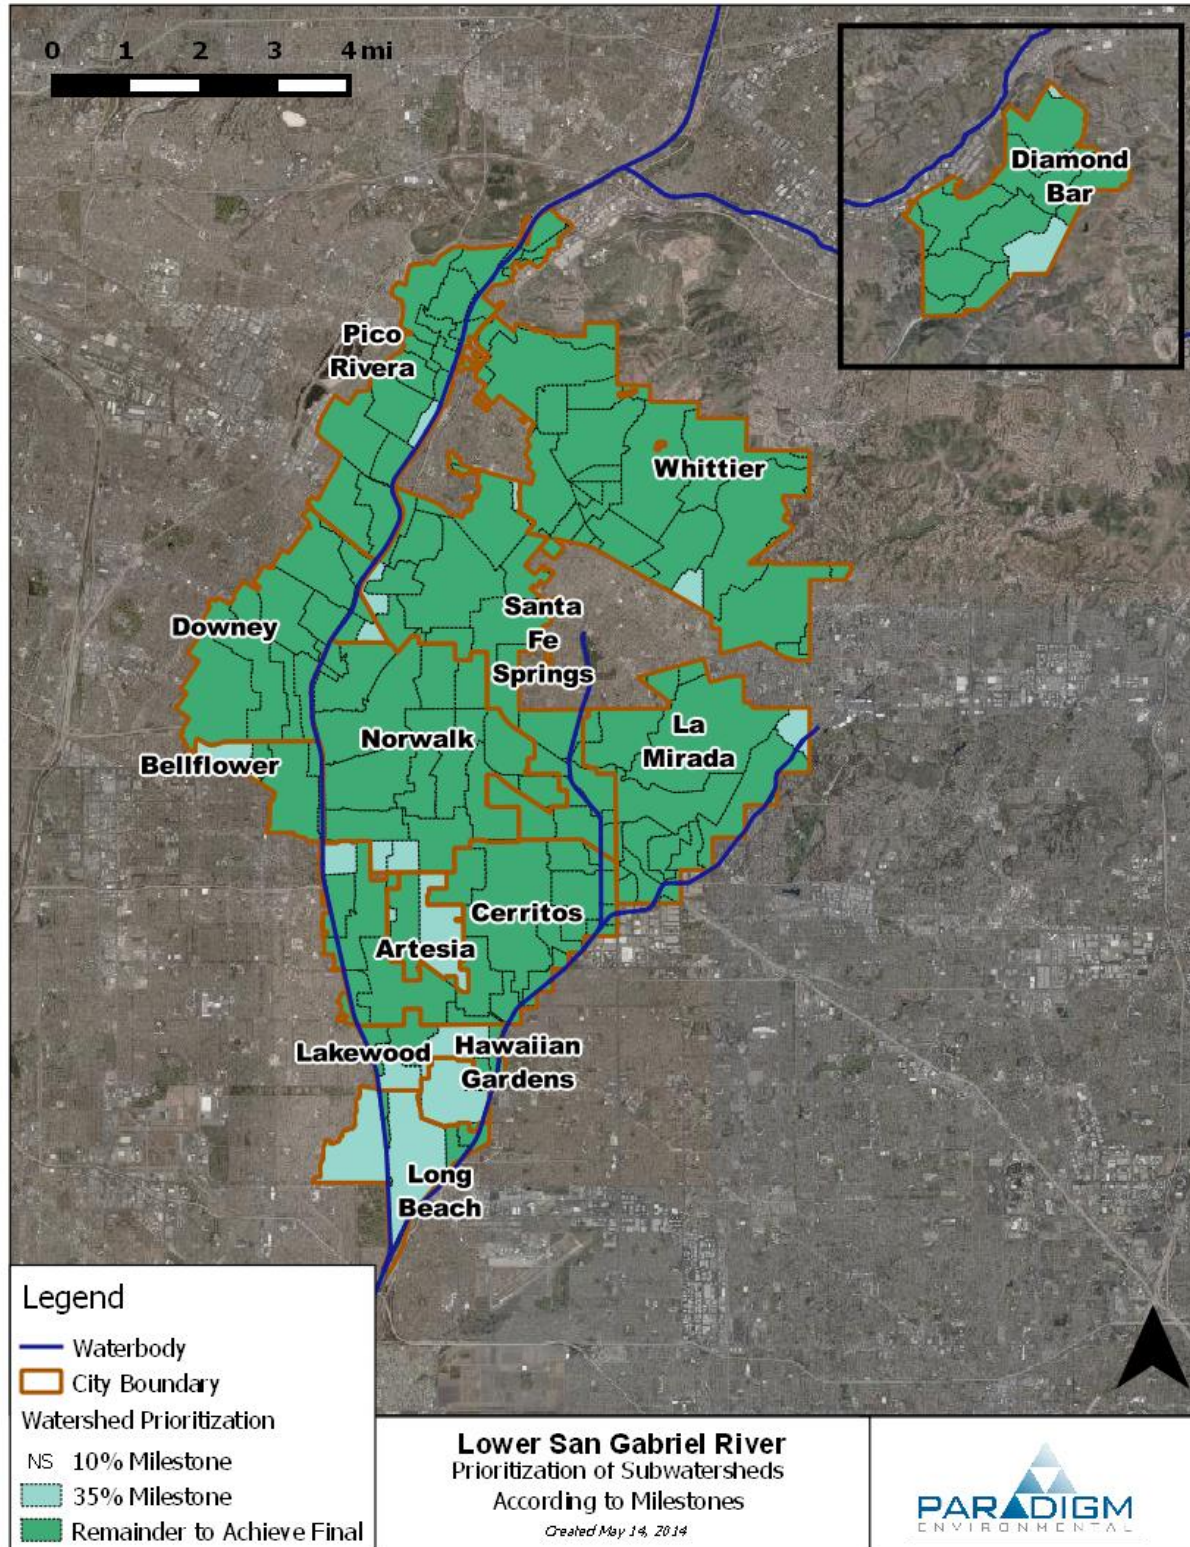 0 1 2 3 4 mi
Diamond
Bar
Pico
Rivera
Whittier
Santa
Fe
Springs
Downey
La
Mirada
Norwalk
Bellflower
Cerritos
Artesia
Lakewood
Hawaiian
Gardens
Long
Beach
Legend
Waterbody
City Boundary
Watershed Prioritization
NS 10% Milestone
35% Milestone
Remainder to Achieve Final
Lower San Gabriel River
Prioritization of Subwatersheds
According to Milestones
Created May 14, 2014
PARADIGM
ENVIRONMENTAL